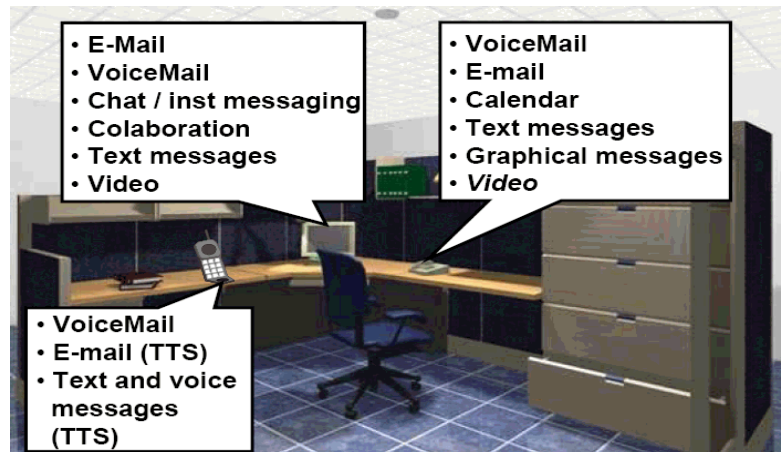 • E-Mail
• VoiceMail
• Chat / inst messaging
• Colaboration
• Text messages
• Video
• VoiceMail
• E-mail
• Calendar
• Text messages
• Graphical messages
• Video
• VoiceMail
• E-mail (TTS)
• Text and voice
messages
(TTS)